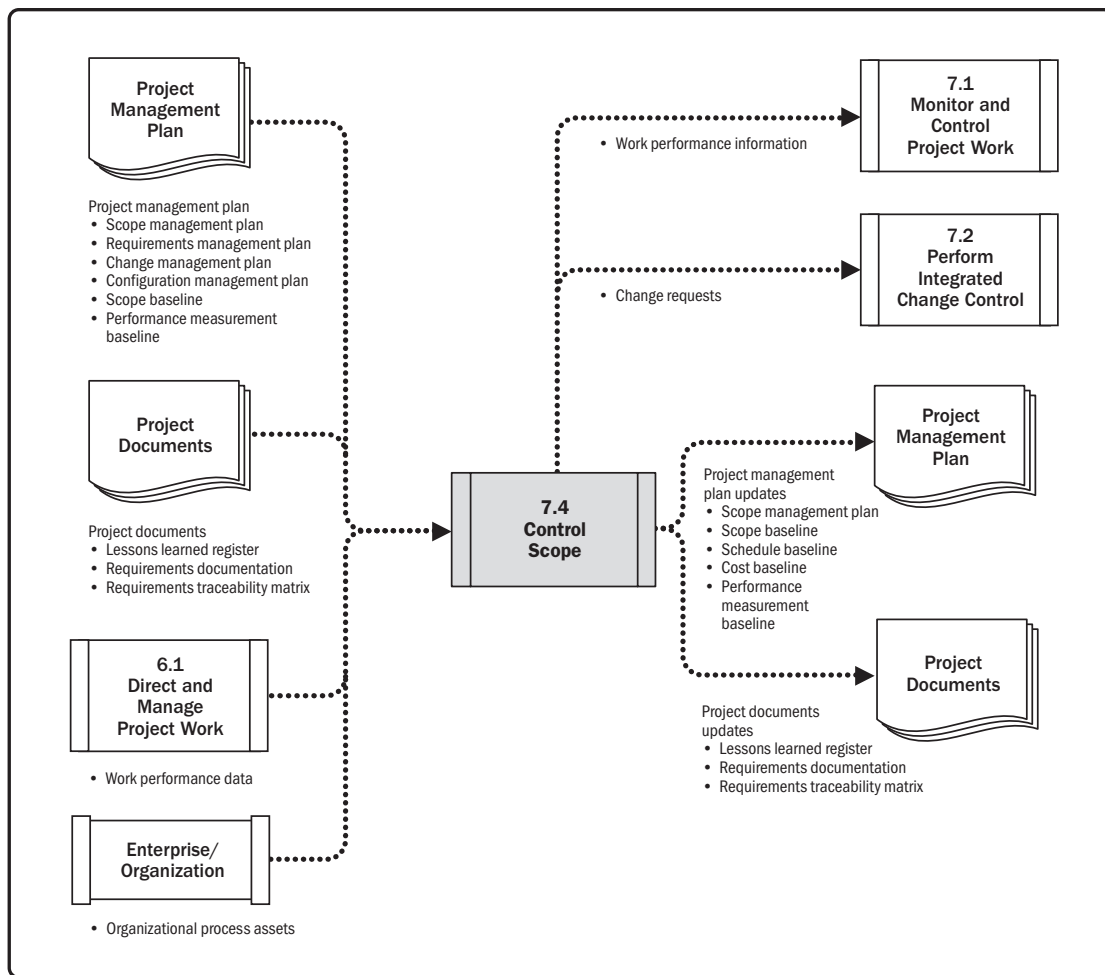 Project
Management
Plan
Project management plan
• Scope management plan
• Requirements management plan
• Change management plan
• Configuration management plan
• Scope baseline
• Performance measurement
baseline
Project
Documents
Project documents
• Lessons learned register
• Requirements documentation
• Requirements traceability matrix
6.1
Direct and
Manage
Project Work
• Work performance data
Enterprise/
Organization
• Organizational process assets
7.4
Control
Scope
• Work performance information
7.1
Monitor and
Control
Project Work
• Change requests
7.2
Perform
Integrated
Change Control
Project
Management
Plan
Project management
plan updates
• Scope management plan
• Scope baseline
• Schedule baseline
• Cost baseline
• Performance
measurement
baseline
Project
Documents
Project documents
updates
• Lessons learned register
• Requirements documentation
• Requirements traceability matrix